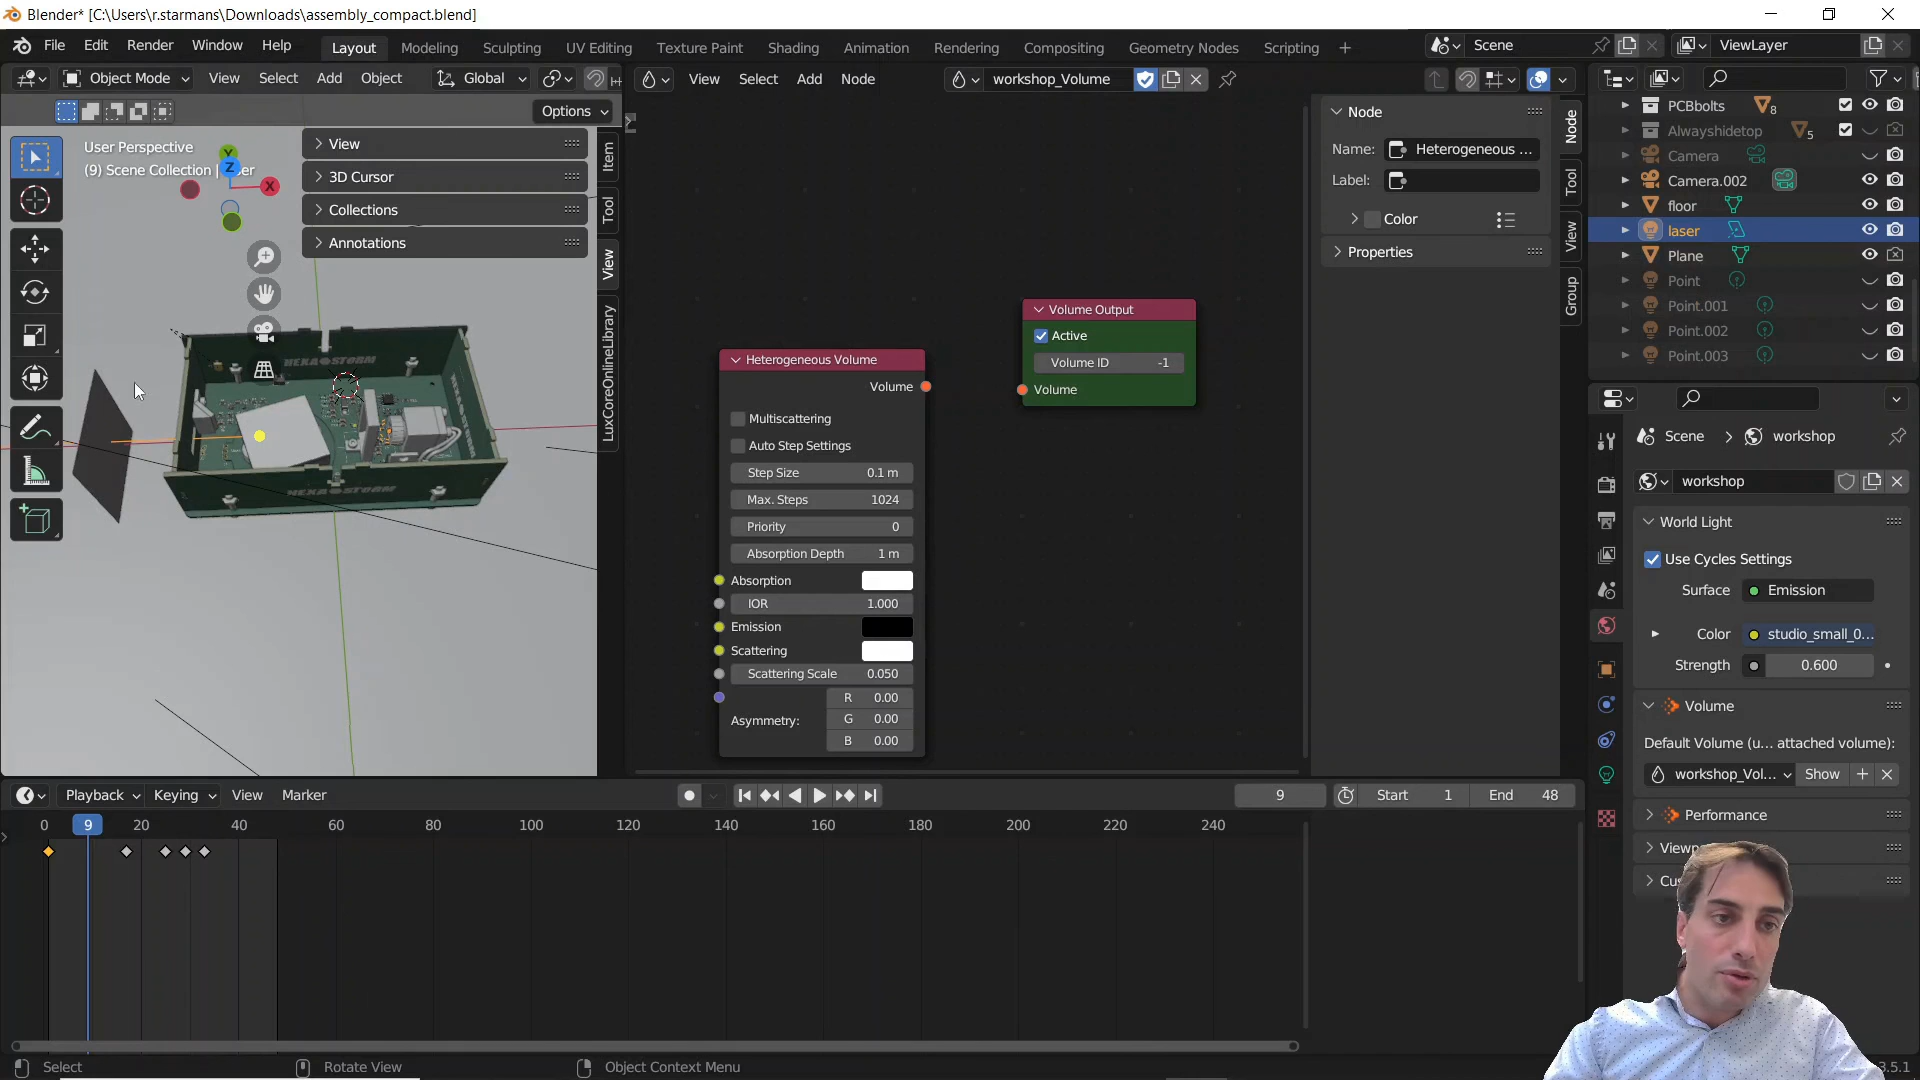 Blender* [C:\Users\r.starmans\Downloads\assembly_compact.blend]
File Edit Render Window Help Layout Modeling Sculpting UV Editing Texture Paint Shading Animation Rendering Compositing Geometry Nodes Scripting + Scene ViewLayer
Object Mode View Select Add Object Global View Select Add Node workshop_Volume
Options
User Perspective
(9) Scene Collection |
Y
Z
X
View
3D Cursor
Collections
Annotations
Item
Tool
View
LuxCoreOnlineLibrary
HEXA STORM
HEXA STORM
Heterogeneous Volume
Volume
Multiscattering
Auto Step Settings
Step Size 0.1 m
Max. Steps 1024
Priority 0
Absorption Depth 1 m
Absorption
IOR 1.000
Emission
Scattering
Scattering Scale 0.050
R 0.00
Asymmetry: G 0.00
B 0.00
Volume Output
Active
Volume ID -1
Volume
Node
Name: Heterogeneous ...
Label:
Color
Properties
Node
Tool
View
Group
PCBbolts 8
Alwayshidetop 5
Camera
Camera.002
floor
laser
Plane
Point
Point.001
Point.002
Point.003
Scene > workshop
workshop
World Light
Use Cycles Settings
Surface Emission
Color studio_small_0...
Strength 0.600
Volume
Default Volume (u... attached volume):
workshop_Vol... Show
Performance
Playback Keying View Marker 9 Start 1 End 48
0 9 20 40 60 80 100 120 140 160 180 200 220 240
Select Rotate View Object Context Menu 3.5.1